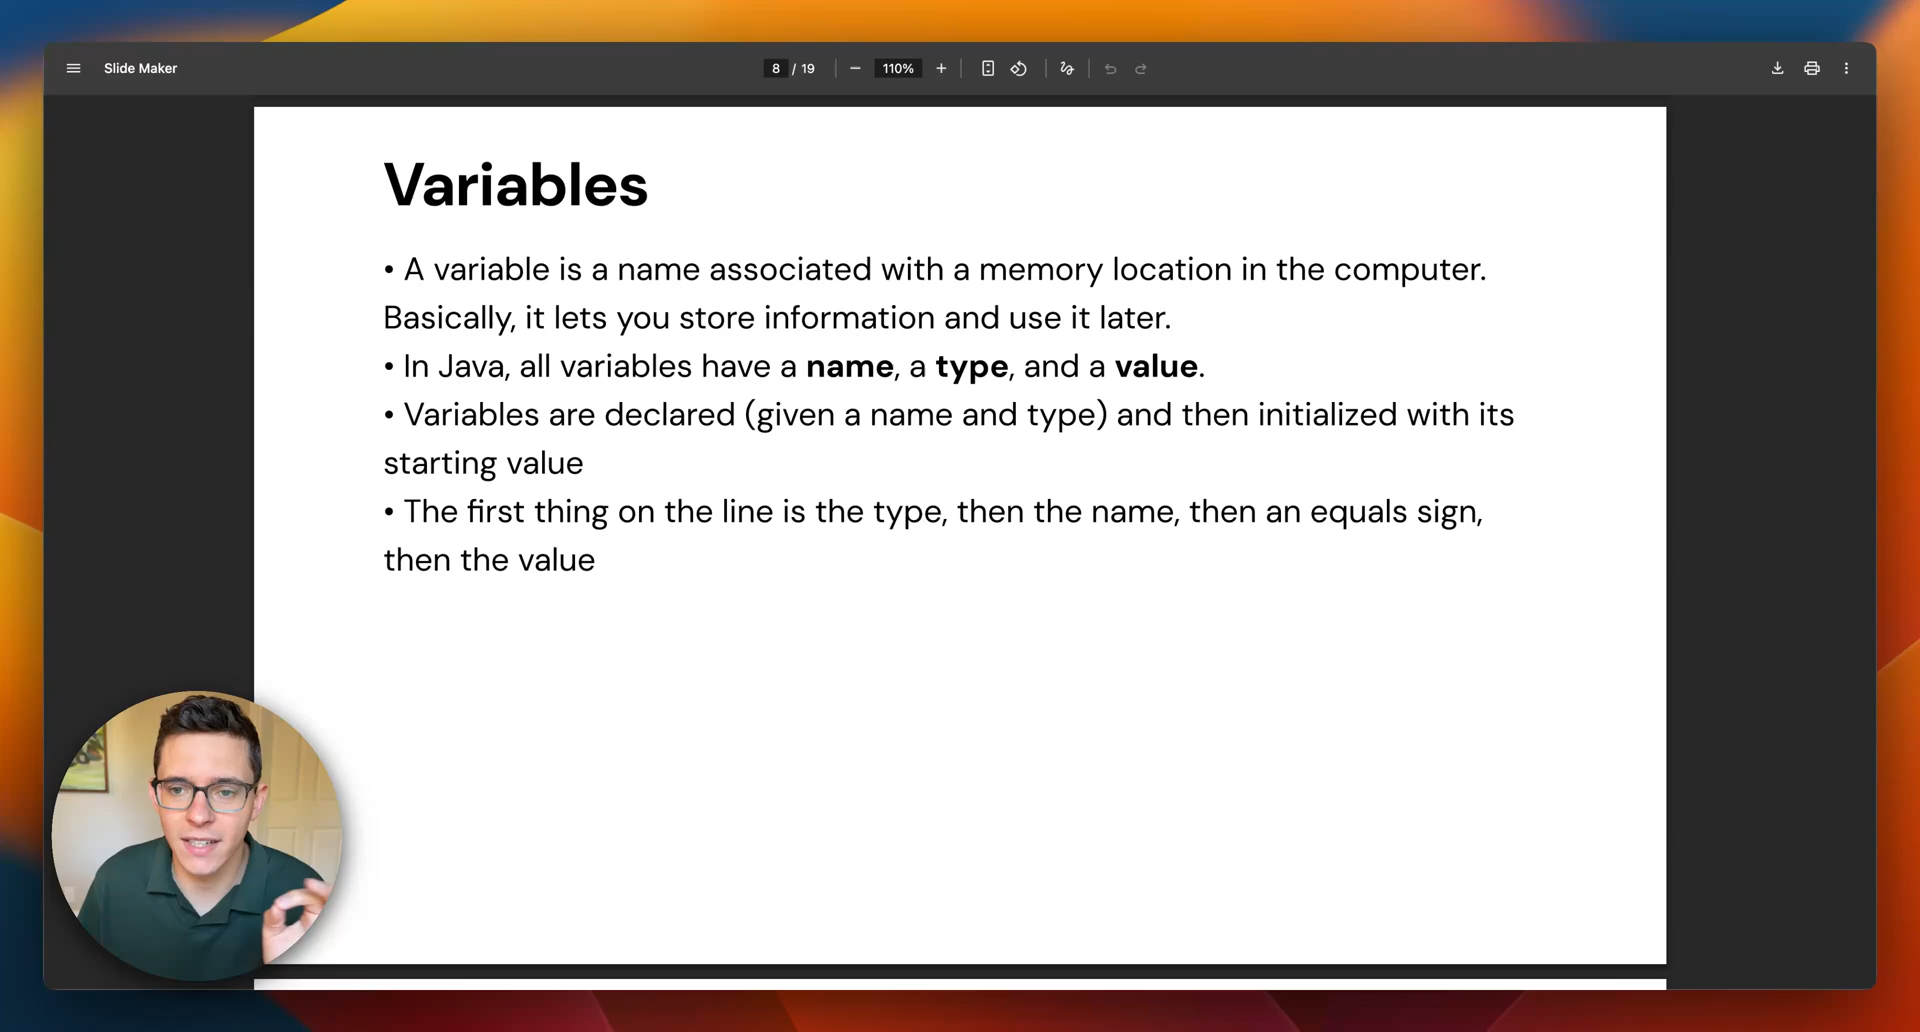 Slide Maker
8 / 19
110%
Variables
• A variable is a name associated with a memory location in the computer.
Basically, it lets you store information and use it later.
• In Java, all variables have a name, a type, and a value.
• Variables are declared (given a name and type) and then initialized with its
starting value
• The first thing on the line is the type, then the name, then an equals sign,
then the value